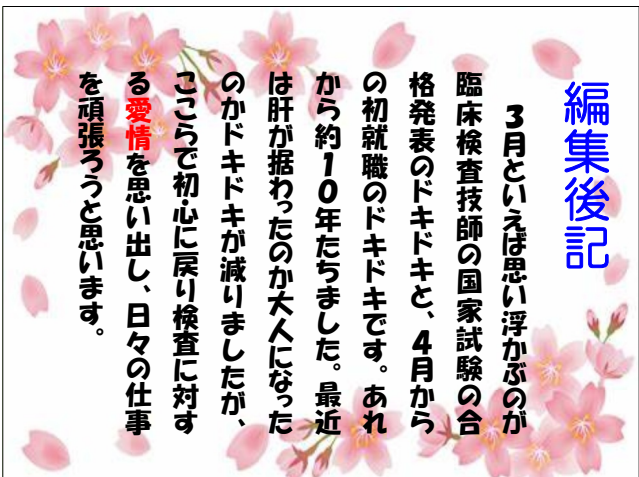 編集後記
3月といえば思い浮かぶのが
臨床検査技師の国家試験の合
格発表のドキドキと、4月から
の初就職のドキドキです。あれ
から約10年たちました。最近
は肝が据わったのか大人になった
のかドキドキが減りましたが、
ここらで初心に戻り検査に対す
る愛情を思い出し、日々の仕事
を頑張ろうと思います。